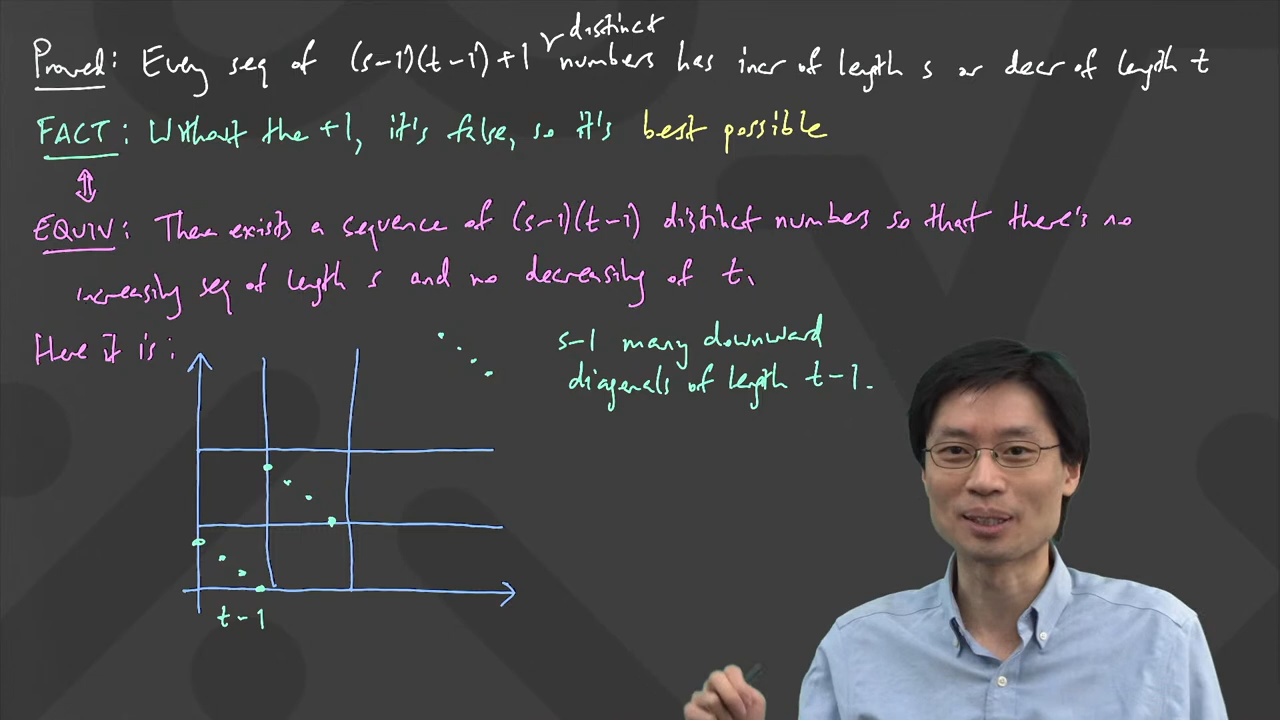 Proved: Every seq of (s-1)(t-1)+1 distinct numbers has incr of length s or decr of length t
FACT: Without the +1, it's false, so it's best possible
⇕
EQUIV: There exists a sequence of (s-1)(t-1) distinct numbers so that there's no
increasing seq of length s and no decreasing of t.
Here it is:
s-1 many downward
diagonals of length t-1.
t-1